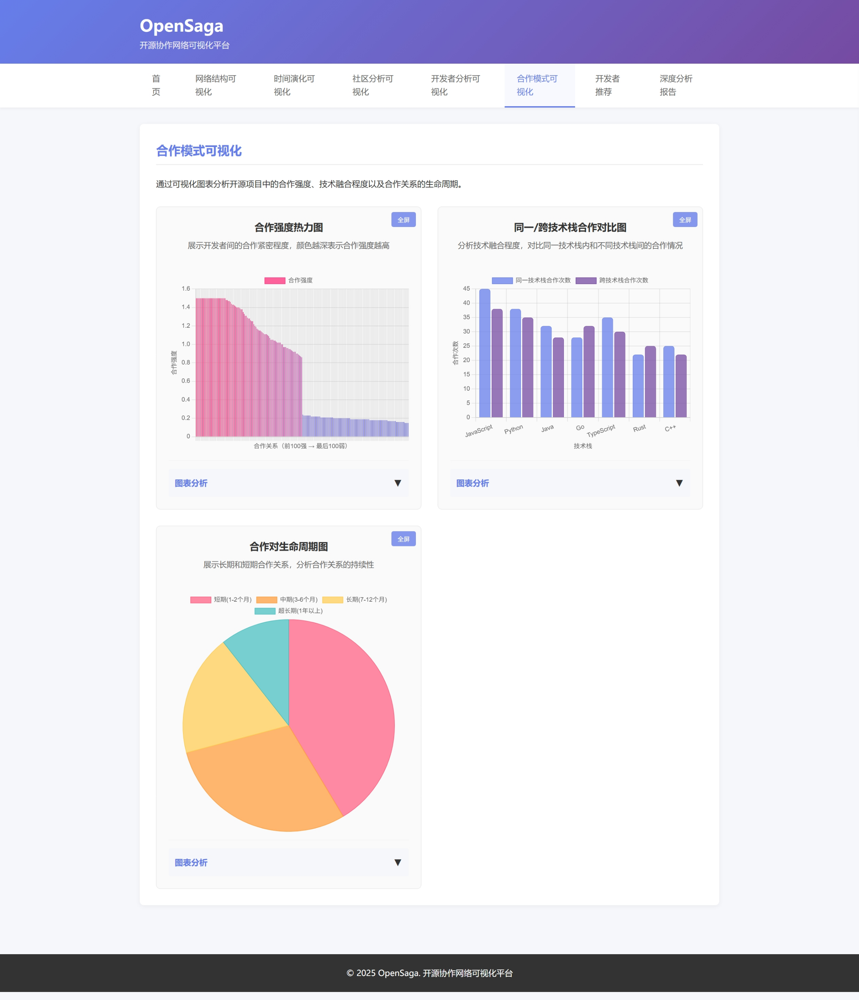 OpenSaga
开源协作网络可视化平台
首
页
网络结构可
视化
时间演化可
视化
社区分析可
视化
开发者分析可
视化
合作模式可
视化
开发者
推荐
深度分析
报告
合作模式可视化
通过可视化图表分析开源项目中的合作强度、技术融合程度以及合作关系的生命周期。
全屏
合作强度热力图
展示开发者间的合作紧密程度，颜色越深表示合作强度越高
合作强度
1.6
1.4
1.2
1.0
0.8
0.6
0.4
0.2
0
合作强度
合作关系（前100强 → 最后100弱）
图表分析 ▼
全屏
同一/跨技术栈合作对比图
分析技术融合程度，对比同一技术栈内和不同技术栈间的合作情况
同一技术栈合作次数 跨技术栈合作次数
45
40
35
30
25
20
15
10
5
0
合作次数
JavaScript Python Java Go TypeScript Rust C++
技术栈
图表分析 ▼
全屏
合作对生命周期图
展示长期和短期合作关系，分析合作关系的持续性
短期(1-2个月) 中期(3-6个月) 长期(7-12个月)
超长期(1年以上)
图表分析 ▼
© 2025 OpenSaga. 开源协作网络可视化平台